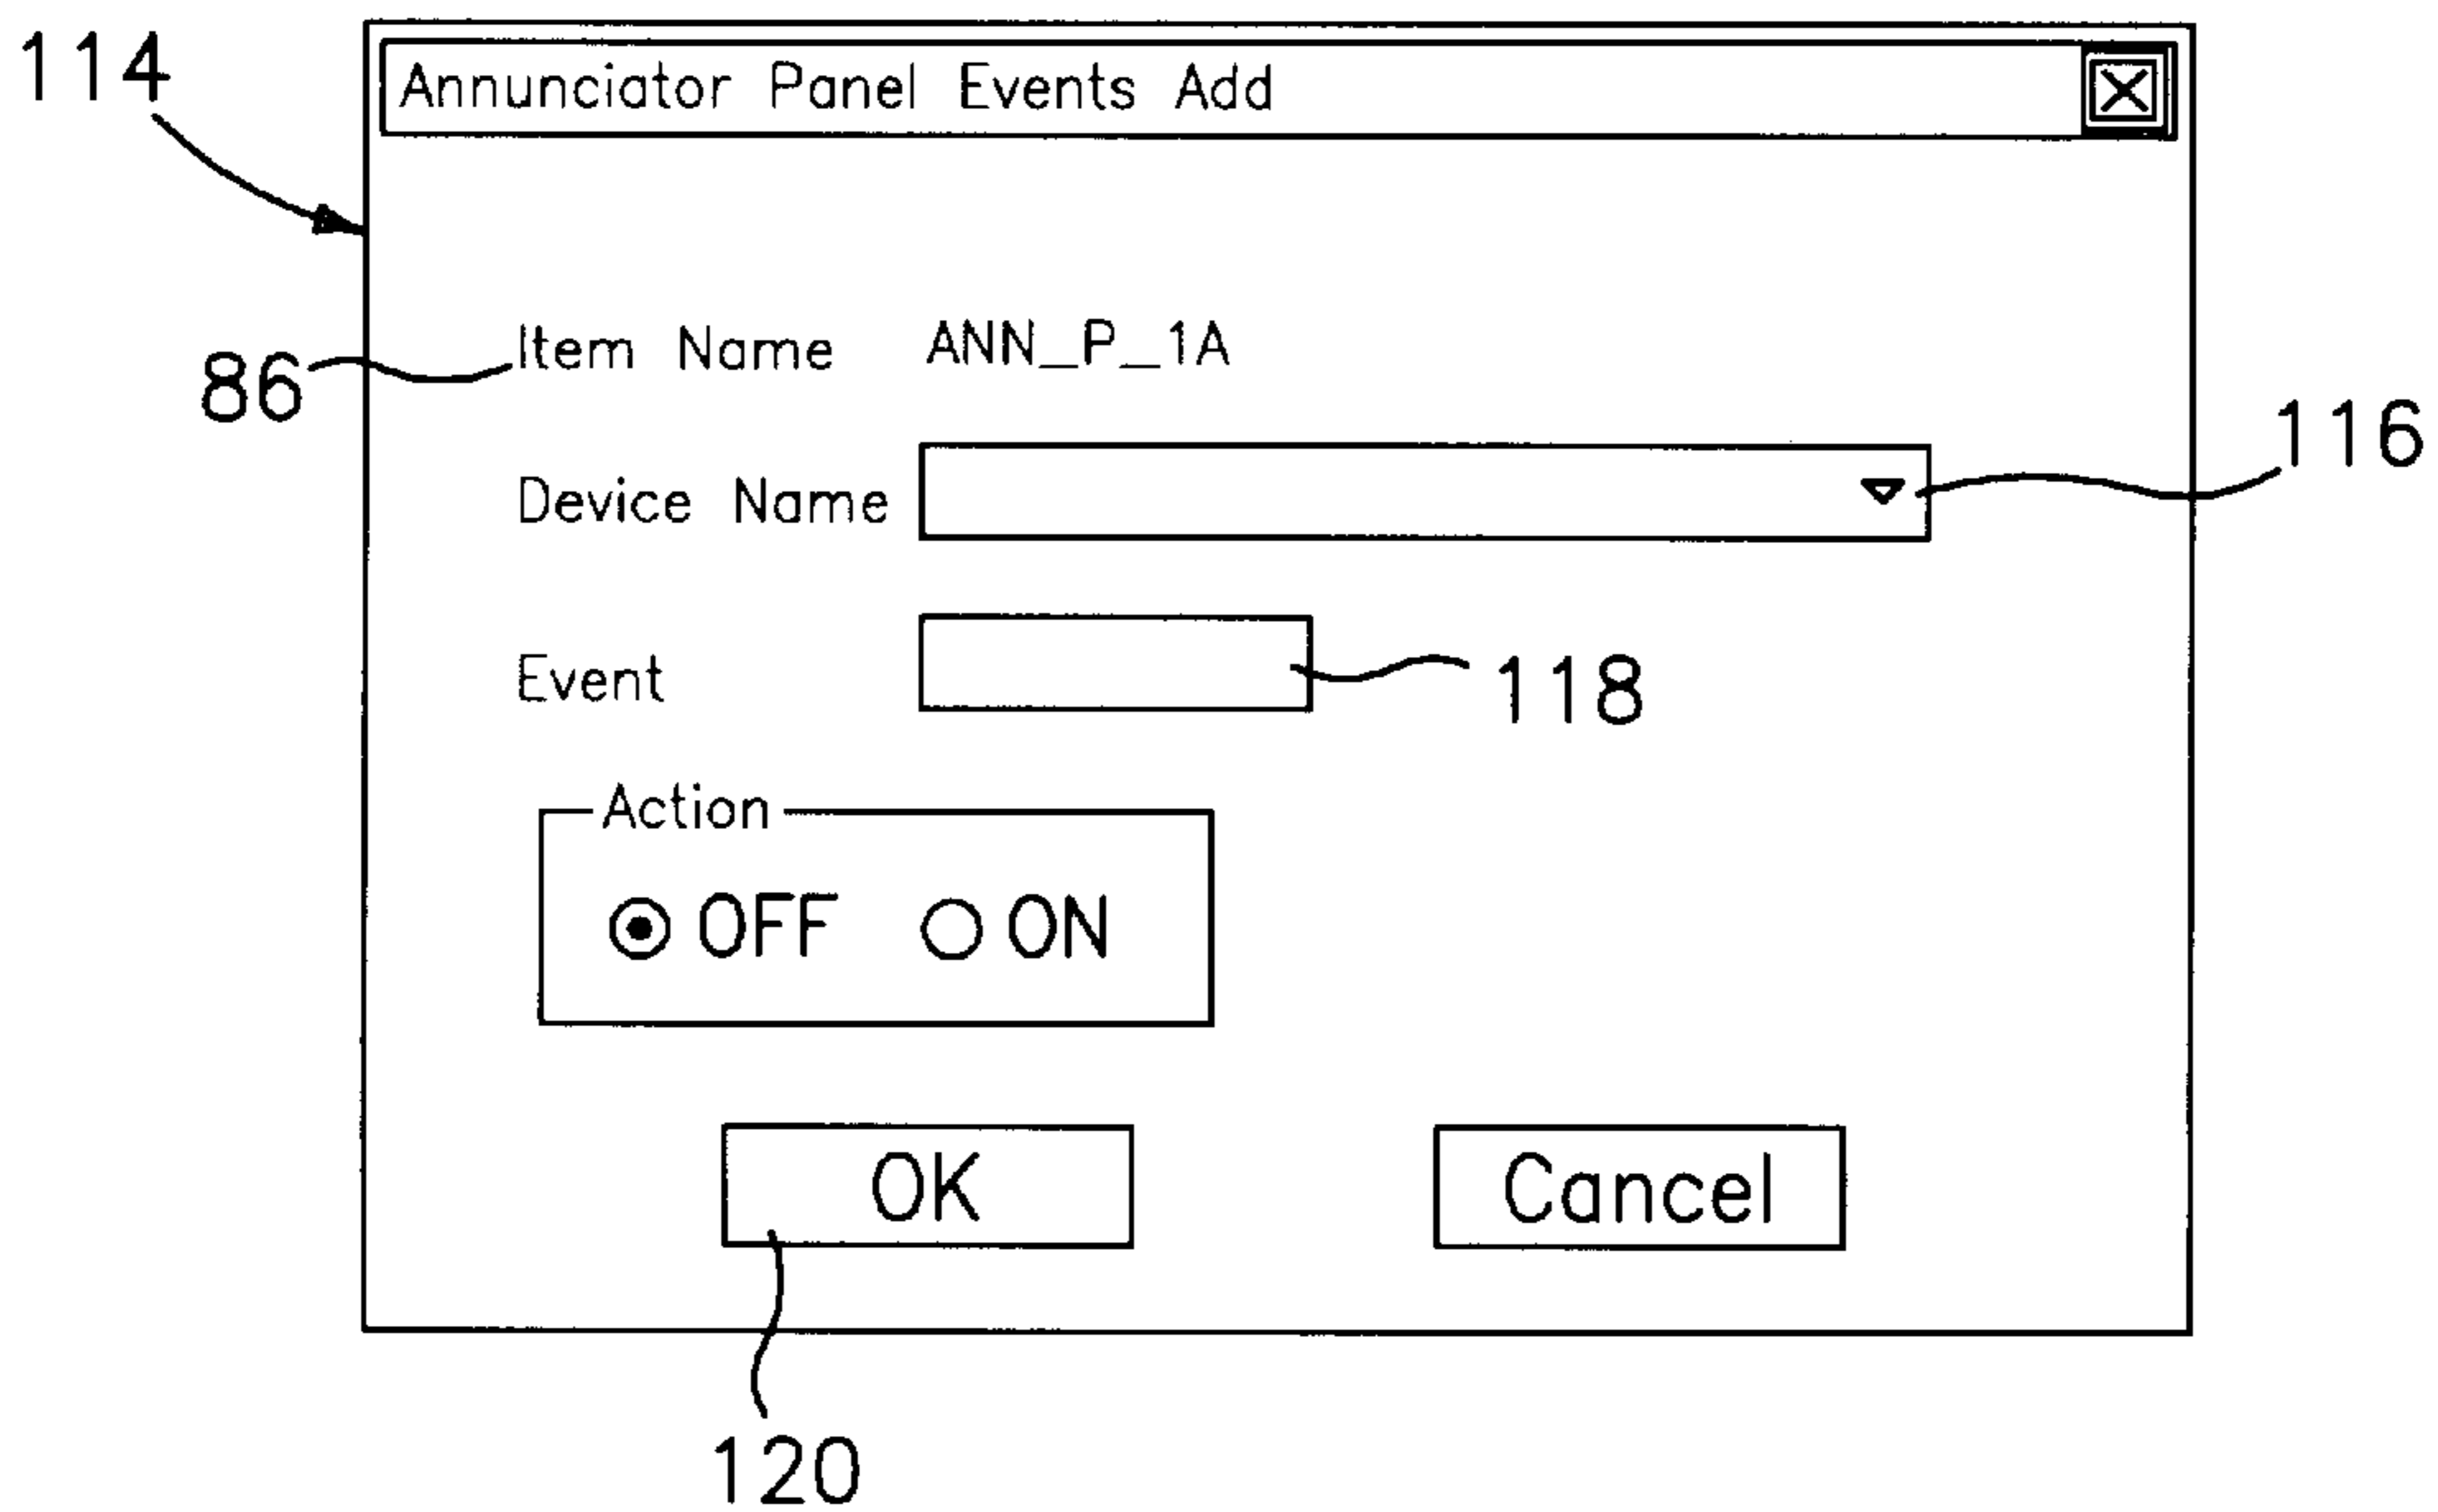 114
Annunciator Panel Events Add
86
Item Name ANN_P_1A
116
Device Name
Event
118
Action
OFF ON
OK Cancel
120